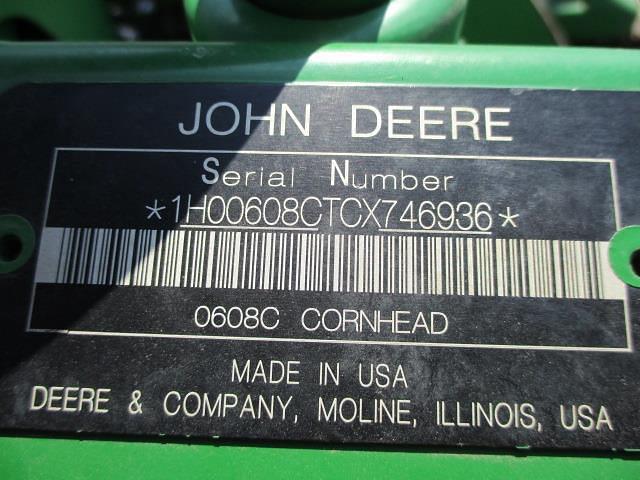 JOHN DEERE
Serial Number
*1H00608CTCX746936*
0608C CORNHEAD
MADE IN USA
DEERE & COMPANY, MOLINE, ILLINOIS, USA